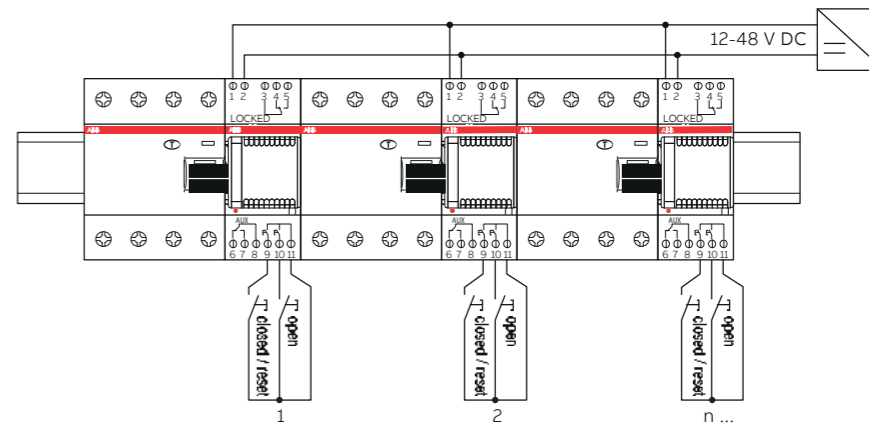 12-48 V DC
1 2 3 4 5 1 2 3 4 5 1 2 3 4 5
LOCKED LOCKED LOCKED
ABB ABB ABB ABB ABB ABB
T T T
AUX AUX AUX
6 7 8 9 10 11 6 7 8 9 10 11 6 7 8 9 10 11
closed / reset open closed / reset open closed / reset open
1 2 n ...